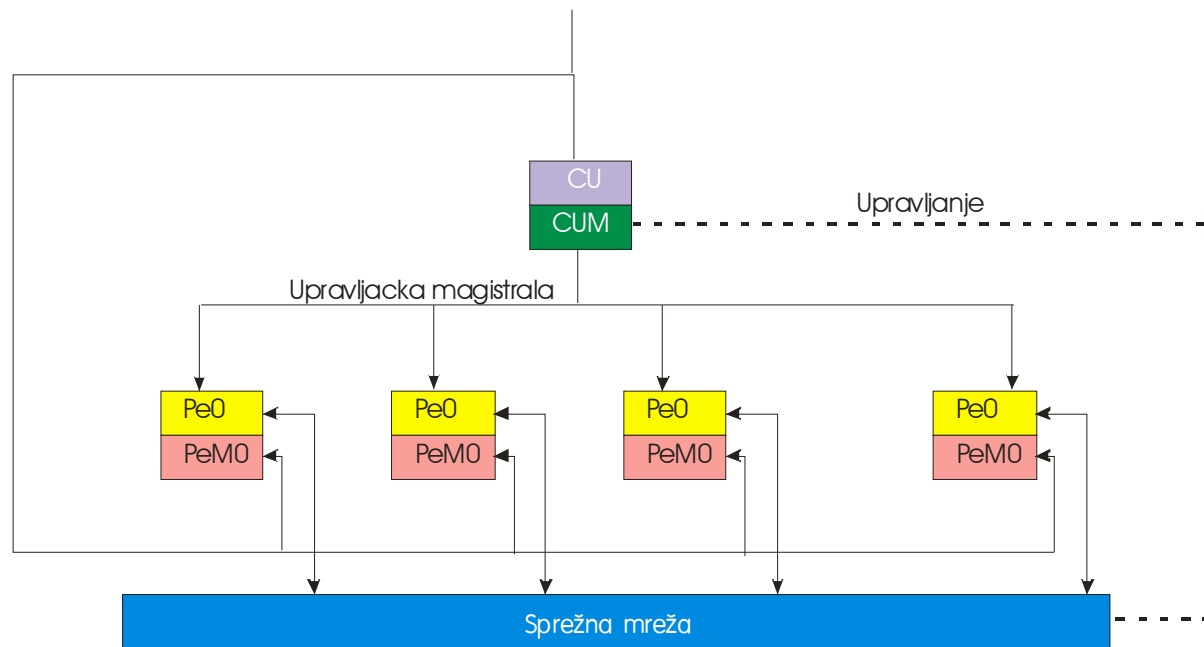 CU
CUM
Upravljanje
Upravljacka magistrala
Pe0
Pe0
Pe0
Pe0
PeM0
PeM0
PeM0
PeM0
Sprežna mreža